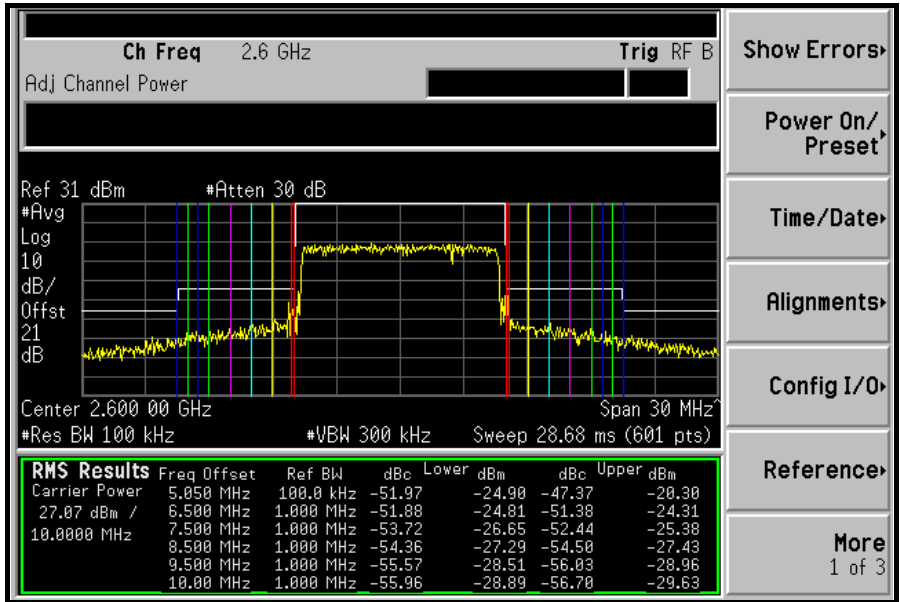 Ch Freq 2.6 GHz Trig RF B
Adj Channel Power
Ref 31 dBm #Atten 30 dB
#Avg
Log
10
dB/
Offst
21
dB
Center 2.600 00 GHz Span 30 MHz^
#Res BW 100 kHz #VBW 300 kHz Sweep 28.68 ms (601 pts)
RMS Results Freq Offset Ref BW dBc Lower dBm dBc Upper dBm
Carrier Power 5.050 MHz 100.0 kHz -51.97 -24.90 -47.37 -20.30
27.07 dBm / 6.500 MHz 1.000 MHz -51.88 -24.81 -51.38 -24.31
10.0000 MHz 7.500 MHz 1.000 MHz -53.72 -26.65 -52.44 -25.38
8.500 MHz 1.000 MHz -54.36 -27.29 -54.50 -27.43
9.500 MHz 1.000 MHz -55.57 -28.51 -56.03 -28.96
10.00 MHz 1.000 MHz -55.96 -28.89 -56.70 -29.63
Show Errors
Power On/
Preset
Time/Date
Alignments
Config I/O
Reference
More
1 of 3